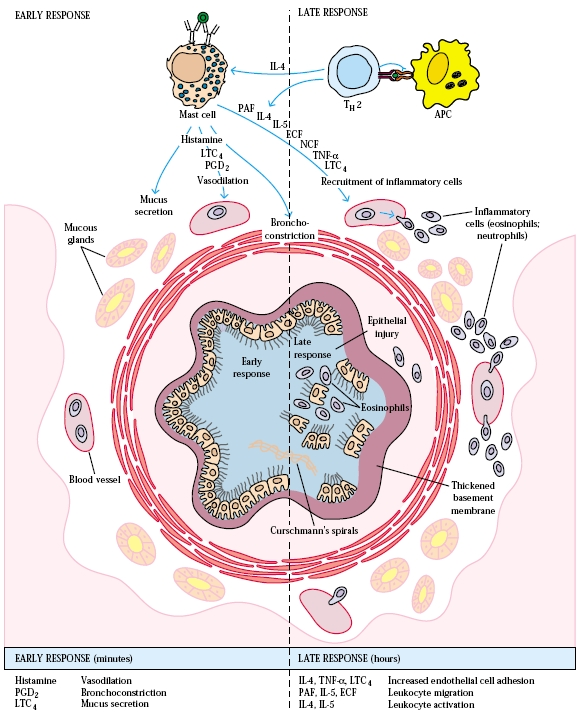 EARLY RESPONSE
LATE RESPONSE
IL-4
Mast cell
T_H 2
APC
PAF
IL-4
IL-5
ECF
NCF
TNF-α
LTC4
Histamine
LTC4
PGD2
Vasodilation
Recruitment of inflammatory cells
Mucus
secretion
Broncho-
constriction
Inflammatory
cells (eosinophils;
neutrophils)
Mucous
glands
Epithelial
injury
Late
response
Early
response
Eosinophils
Blood vessel
Thickened
basement
membrane
Curschmann's spirals
EARLY RESPONSE (minutes)
Histamine Vasodilation
PGD2 Bronchoconstriction
LTC4 Mucus secretion
LATE RESPONSE (hours)
IL-4, TNF-α, LTC4 Increased endothelial cell adhesion
PAF, IL-5, ECF Leukocyte migration
IL-4, IL-5 Leukocyte activation